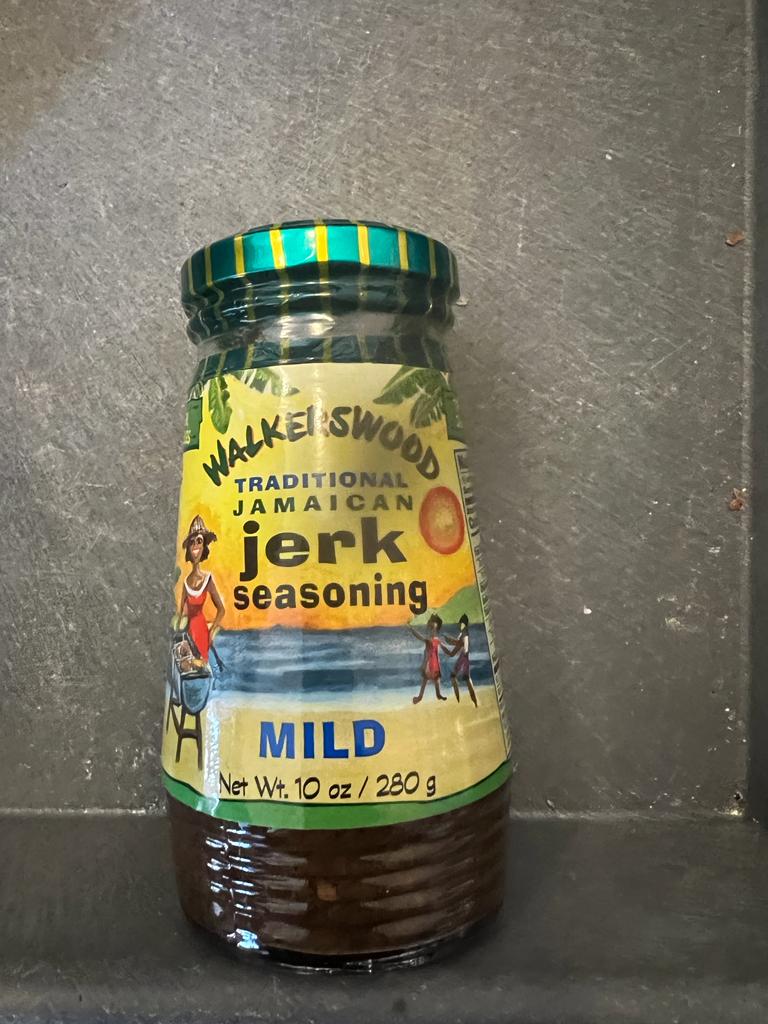 WALKERSWOOD
TRADITIONAL
JAMAICAN
jerk
seasoning
MILD
Net Wt. 10 oz / 280 g